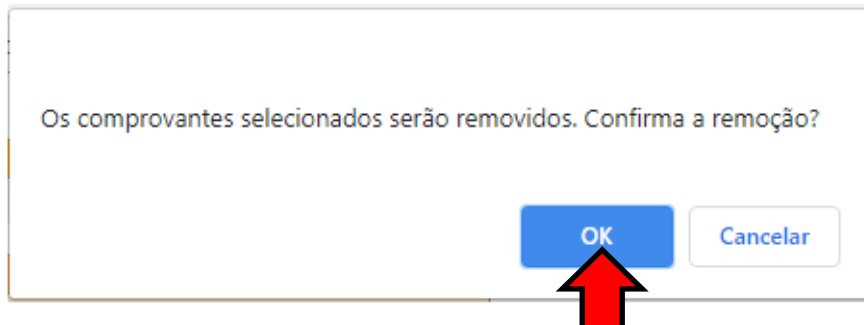 Os comprovantes selecionados serão removidos. Confirma a remoção?
OK
Cancelar